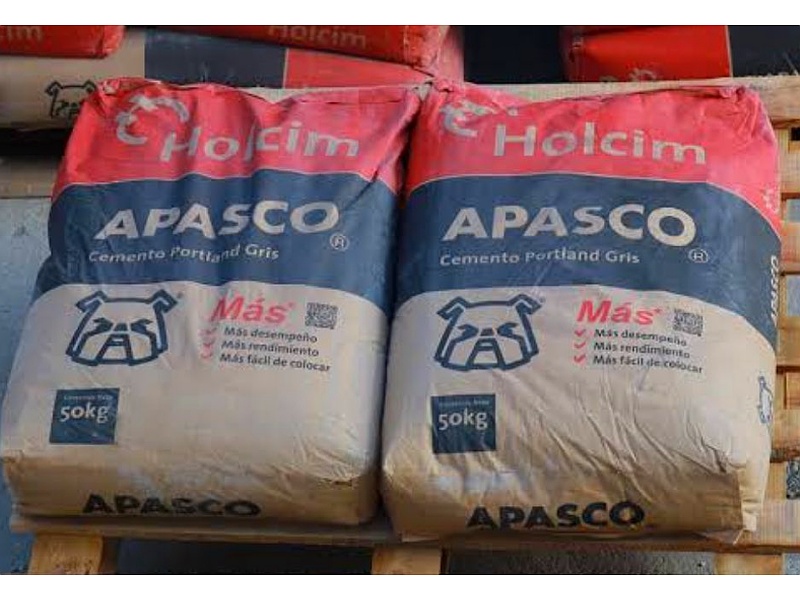 Holcim
Holcim
APASCO®
Cemento Portland Gris
Más
Más desempeño
Más rendimiento
Más fácil de colocar
50kg
APASCO
Holcim
APASCO®
Cemento Portland Gris
Más
Más desempeño
Más rendimiento
Más fácil de colocar
50kg
APASCO